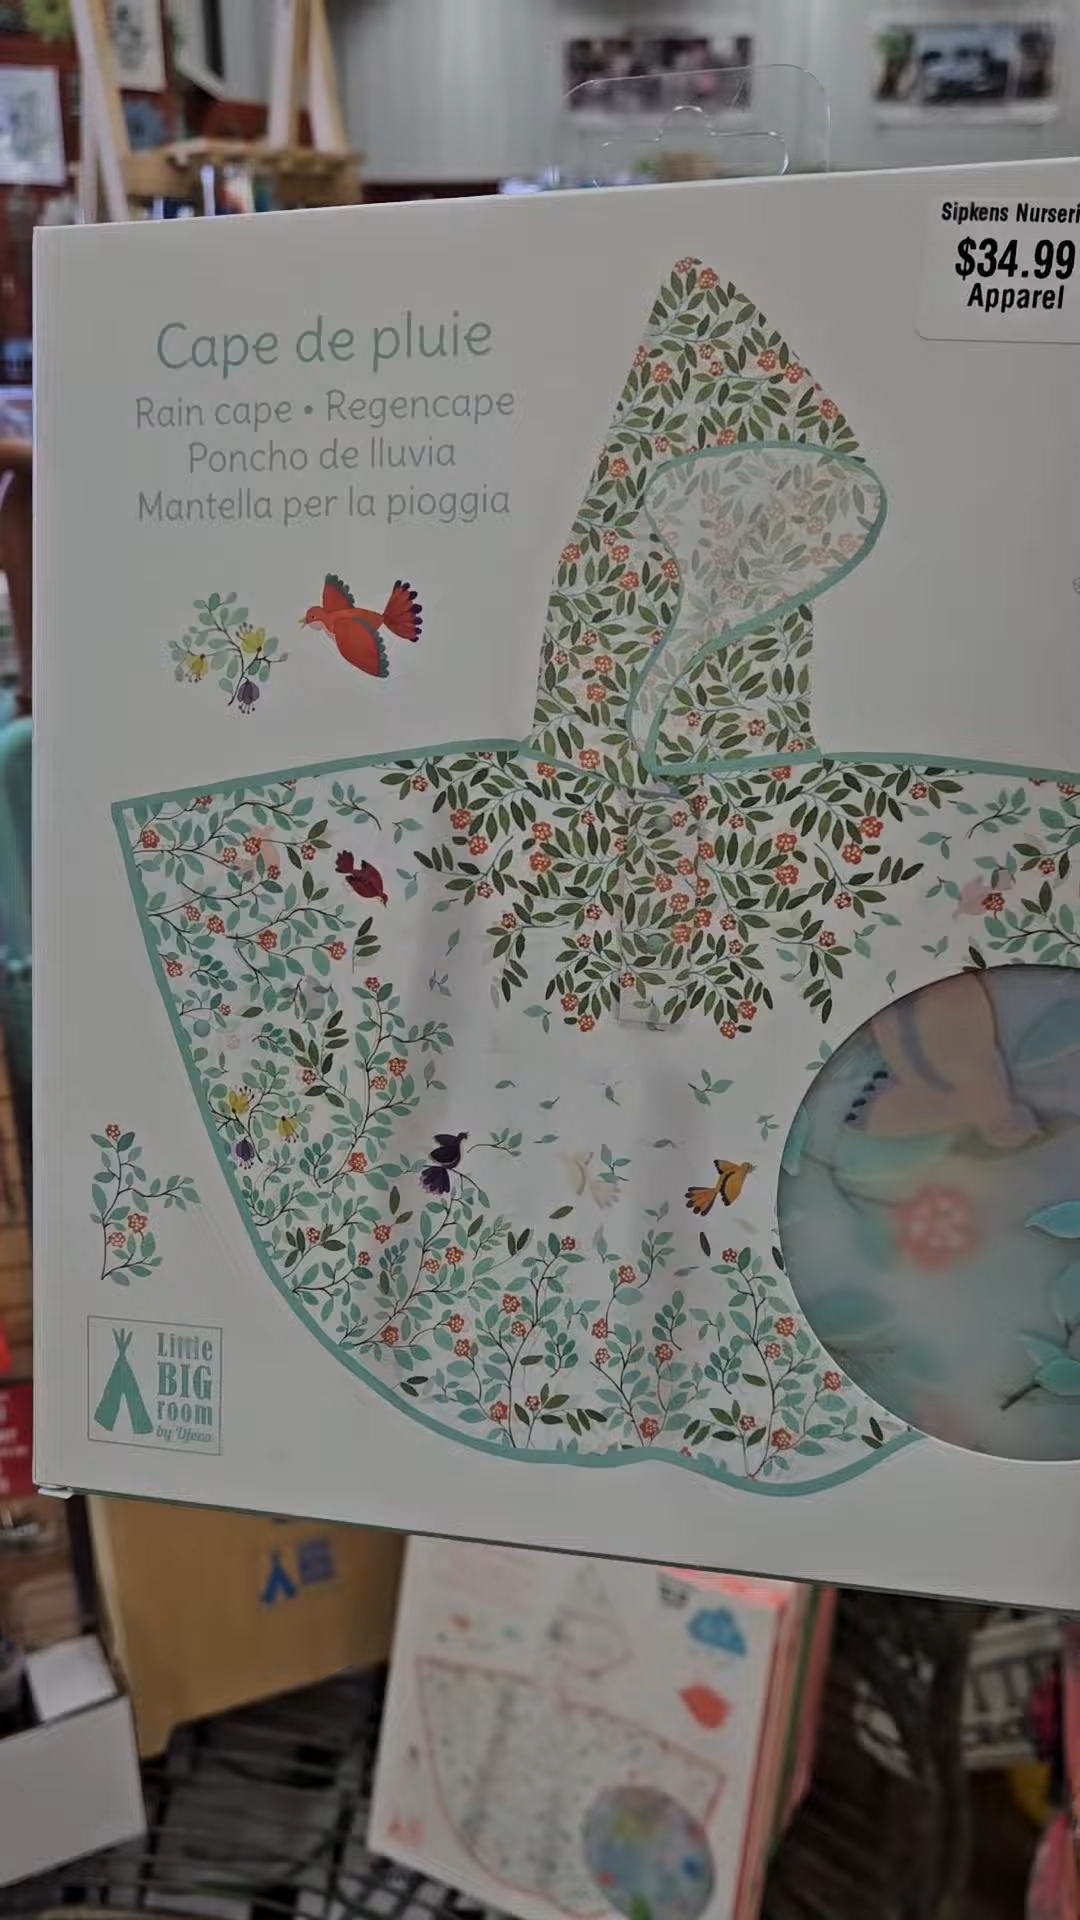 Sipkens Nurseri
$34.99
Apparel
Cape de pluie
Rain cape • Regencape
Poncho de lluvia
Mantella per la pioggia
Little
BIG
room
by Djeco